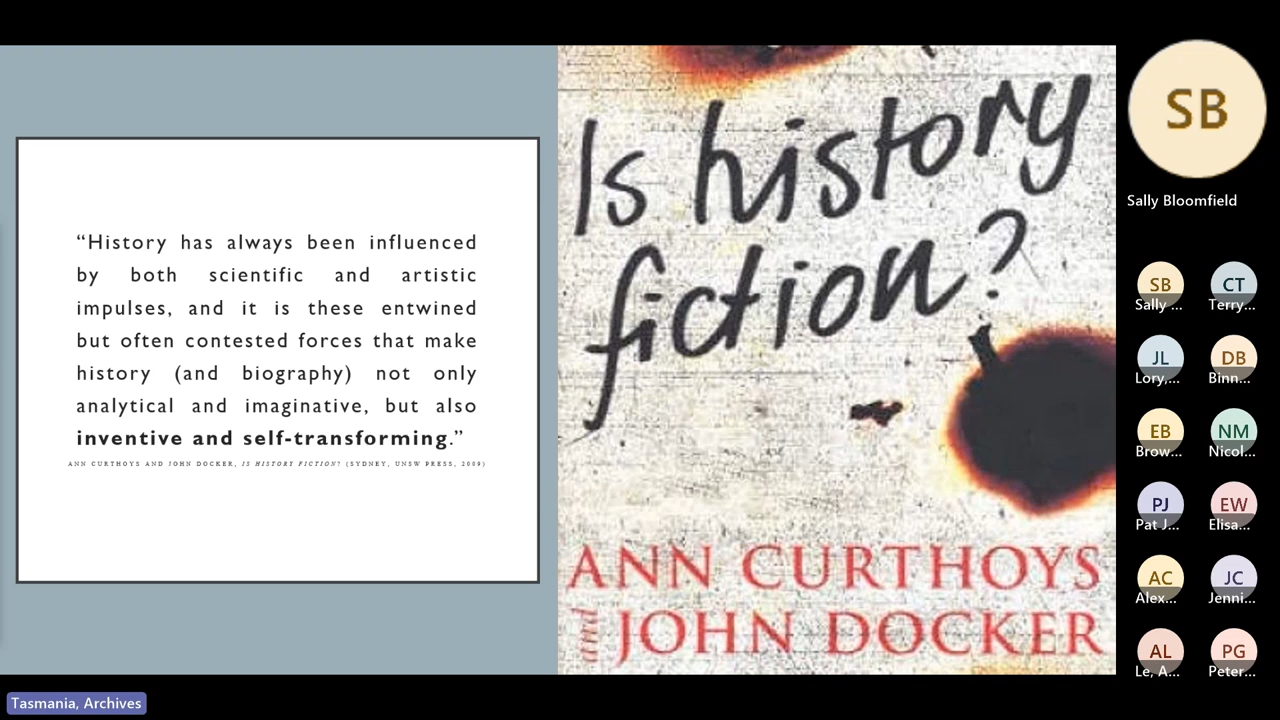 “History has always been influenced
by both scientific and artistic
impulses, and it is these entwined
but often contested forces that make
history (and biography) not only
analytical and imaginative, but also
inventive and self-transforming.”
ANN CURTHOYS AND JOHN DOCKER, IS HISTORY FICTION? (SYDNEY, UNSW PRESS, 2009)
Is history
fiction?
ANN CURTHOYS
and JOHN DOCKER
SB
Sally Bloomfield
SB
Sally ...
CT
Terry...
JL
Lory,...
DB
Binn...
EB
Brow...
NM
Nicol...
PJ
Pat J...
EW
Elisa...
AC
Alex...
JC
Jenni...
AL
Le, A...
PG
Peter...
Tasmania, Archives